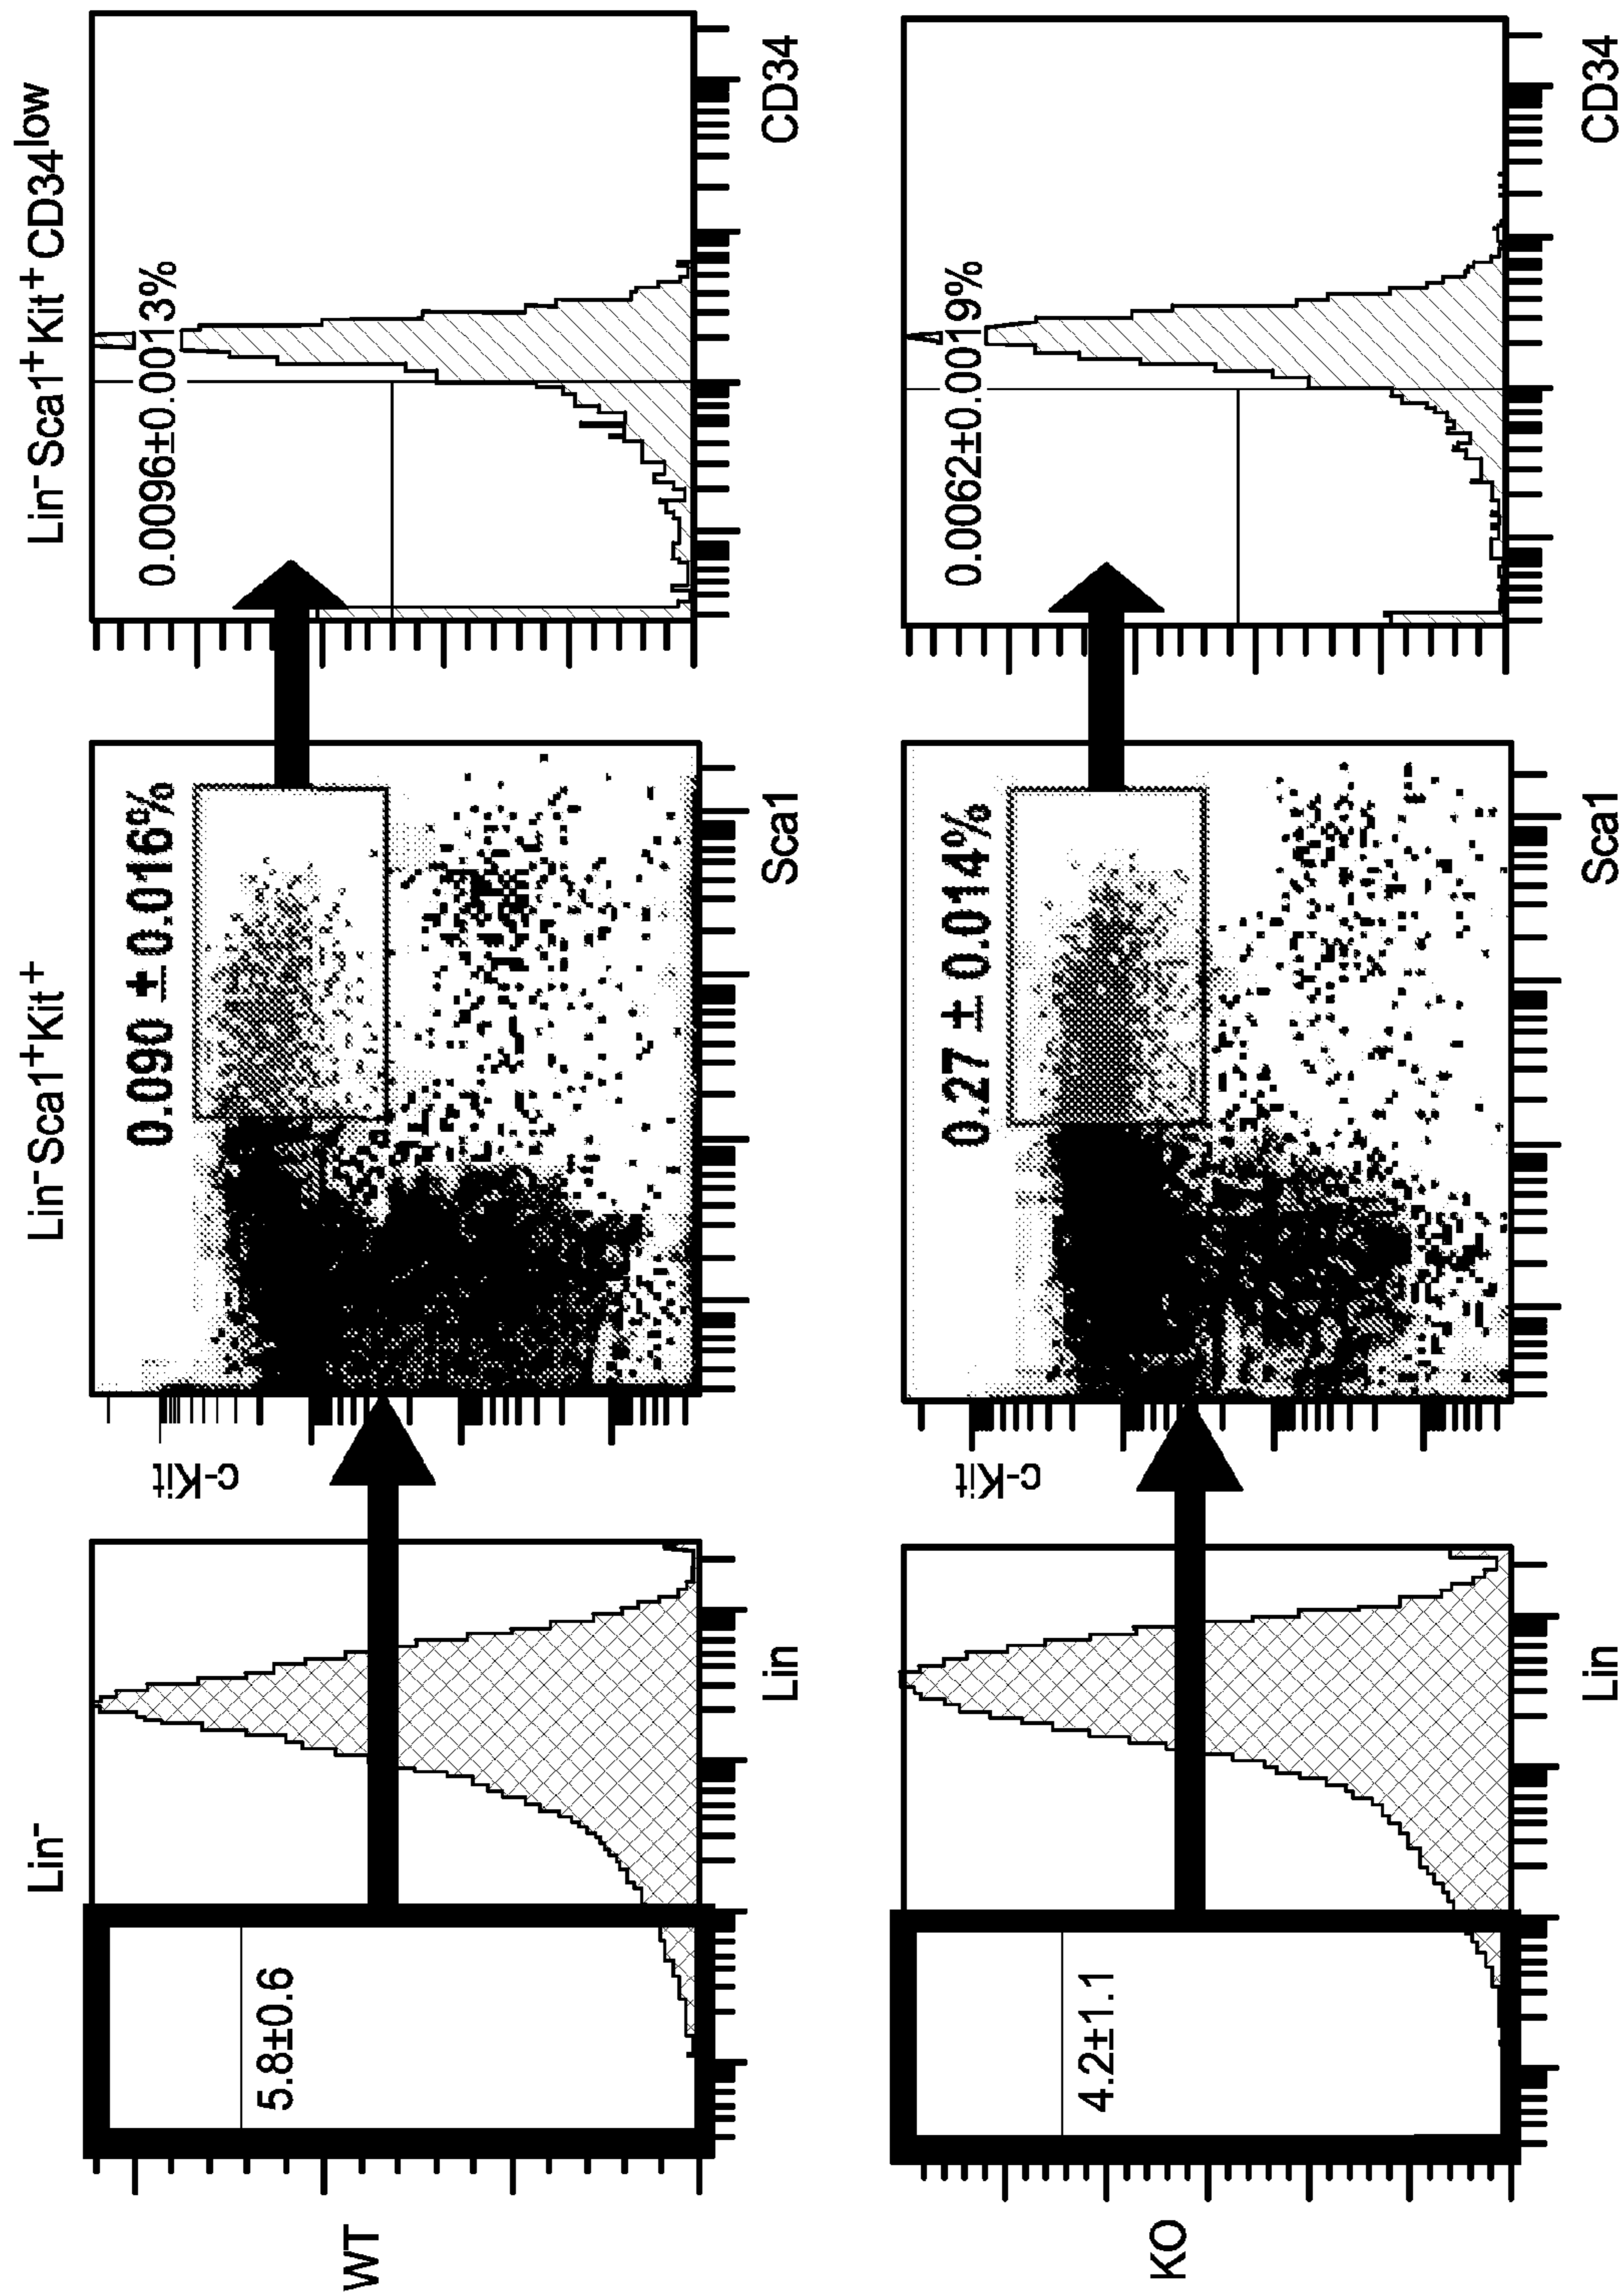 Lin⁻
Lin⁻Sca1⁺Kit⁺
Lin⁻Sca1⁺Kit⁺CD34ˡᵒʷ
WT
5.8±0.6
Lin
c-Kit
0.090 ±0.016%
Sca1
0.0096±0.0013%
CD34
KO
4.2±1.1
Lin
c-Kit
0.27 ± 0.014%
Sca1
0.0062±0.0019%
CD34